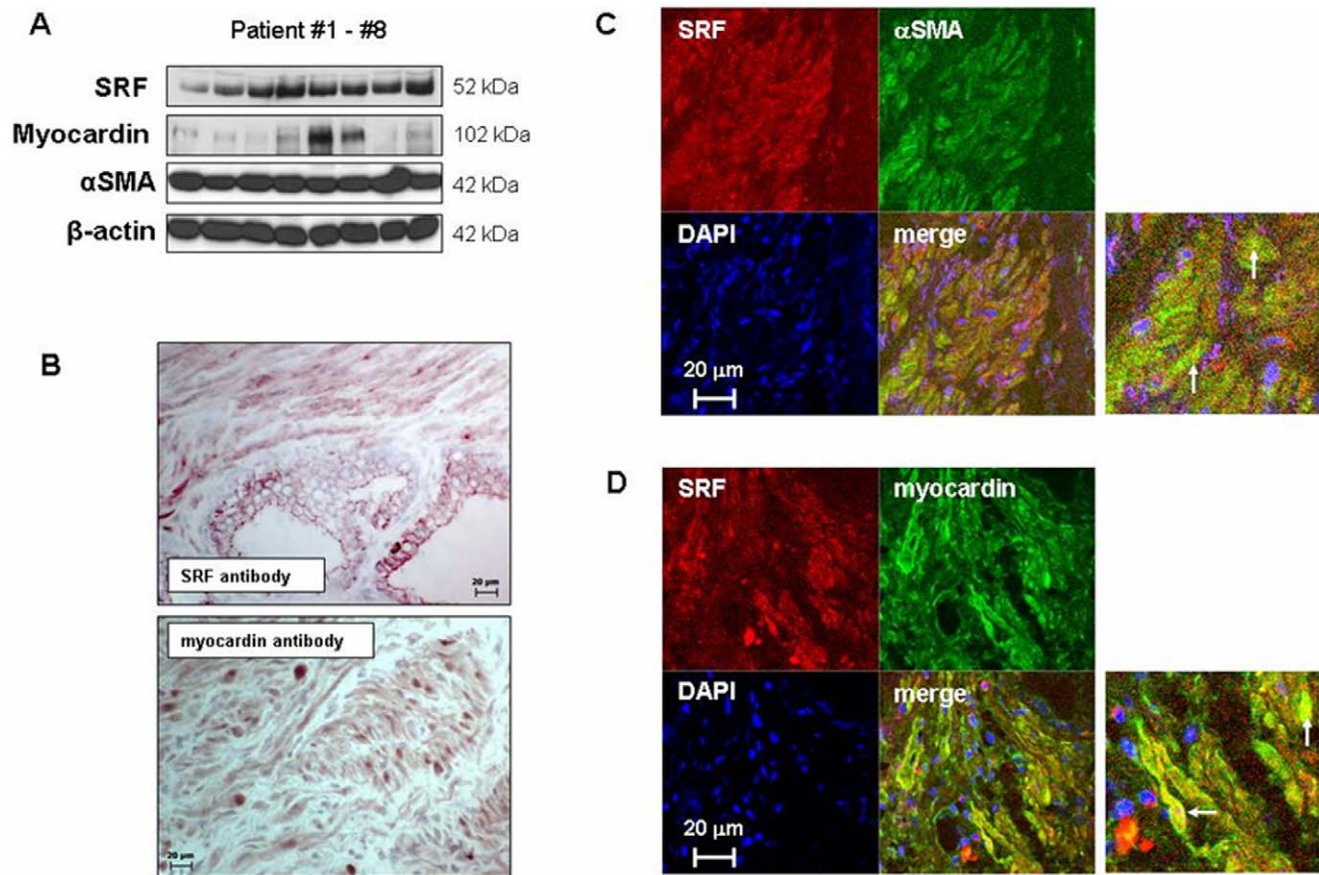 A
Patient #1 - #8
SRF
52 kDa
Myocardin
102 kDa
αSMA
42 kDa
β-actin
42 kDa
B
SRF antibody
20 µm
myocardin antibody
20 µm
C
SRF
αSMA
DAPI
merge
20 µm
D
SRF
myocardin
DAPI
merge
20 µm